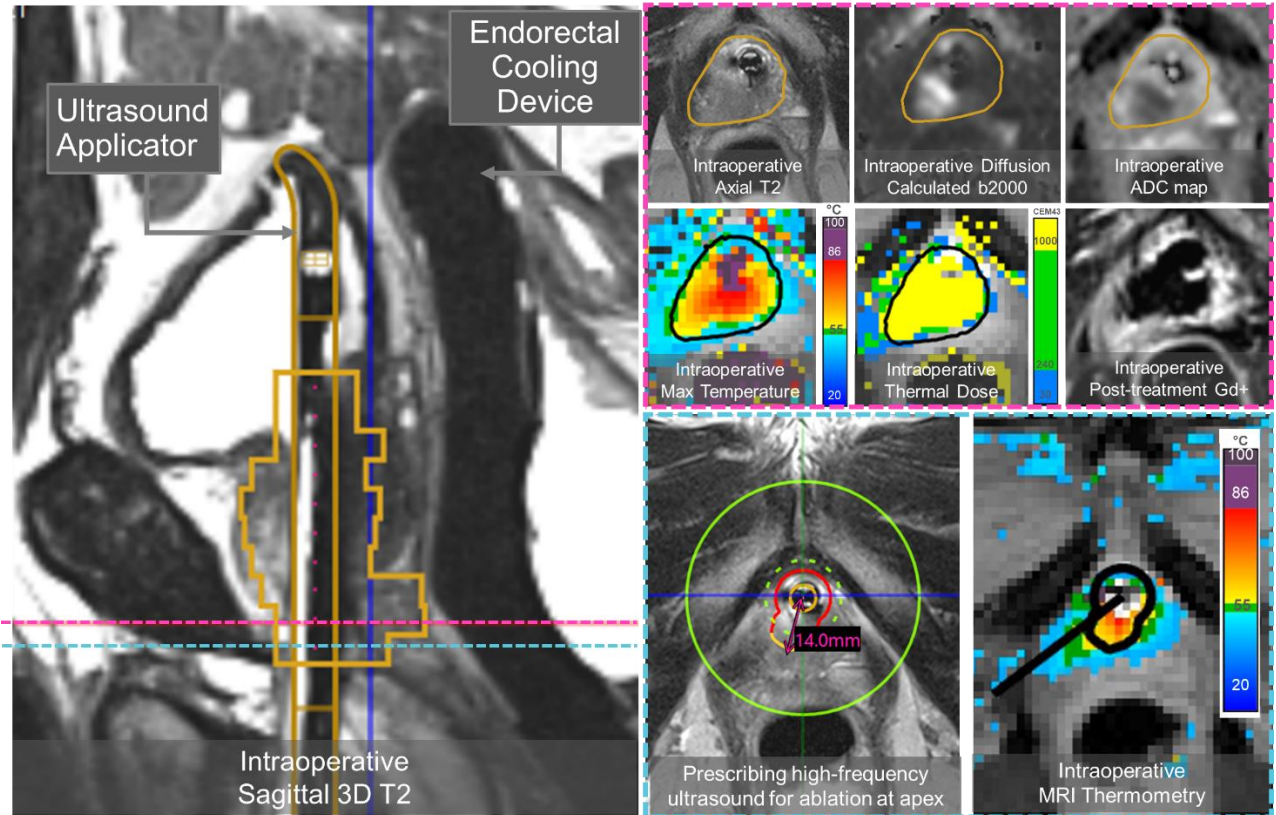 Ultrasound
Applicator
Endorectal
Cooling
Device
Intraoperative
Sagittal 3D T2
Intraoperative
Axial T2
Intraoperative Diffusion
Calculated b2000
Intraoperative
ADC map
°C
100
86
55
20
Intraoperative
Max Temperature
CEM43
1000
240
30
Intraoperative
Thermal Dose
Intraoperative
Post-treatment Gd+
14.0mm
Prescribing high-frequency
ultrasound for ablation at apex
°C
100
86
55
20
Intraoperative
MRI Thermometry